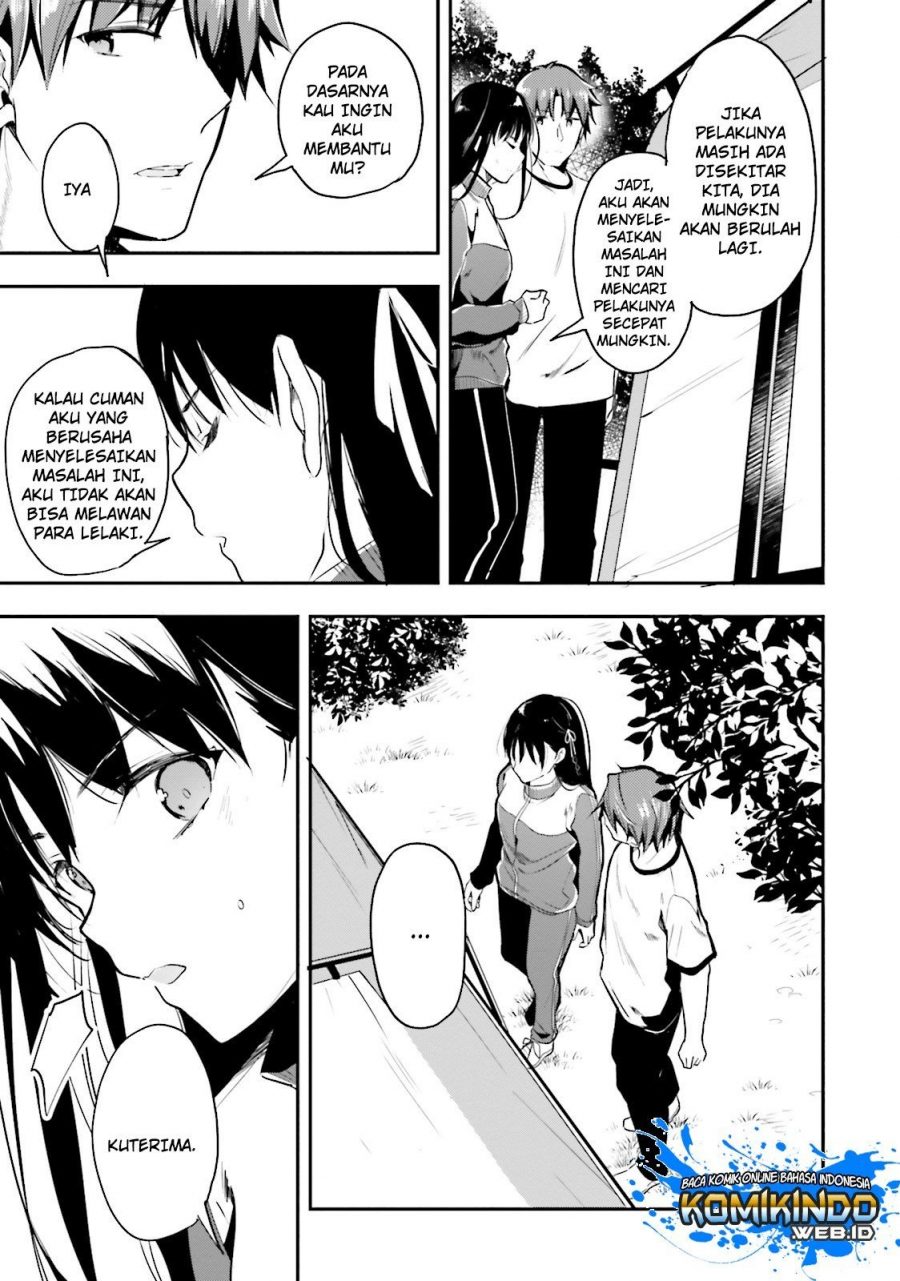 JIKA
PELAKUNYA
MASIH ADA
DISEKITAR
KITA, DIA
MUNGKIN
AKAN BERULAH
LAGI.
JADI,
AKU AKAN
MENYELE-
SAIKAN
MASALAH
INI DAN
MENCARI
PELAKUNYA
SECEPAT
MUNGKIN.
PADA
DASARNYA
KAU INGIN
AKU
MEMBANTU
MU?
IYA
KALAU CUMAN
AKU YANG
BERUSAHA
MENYELESAIKAN
MASALAH INI,
AKU TIDAK AKAN
BISA MELAWAN
PARA LELAKI.
...
KUTERIMA.
BACA KOMIK ONLINE BAHASA INDONESIA
KOMIKINDO
.WEB.ID